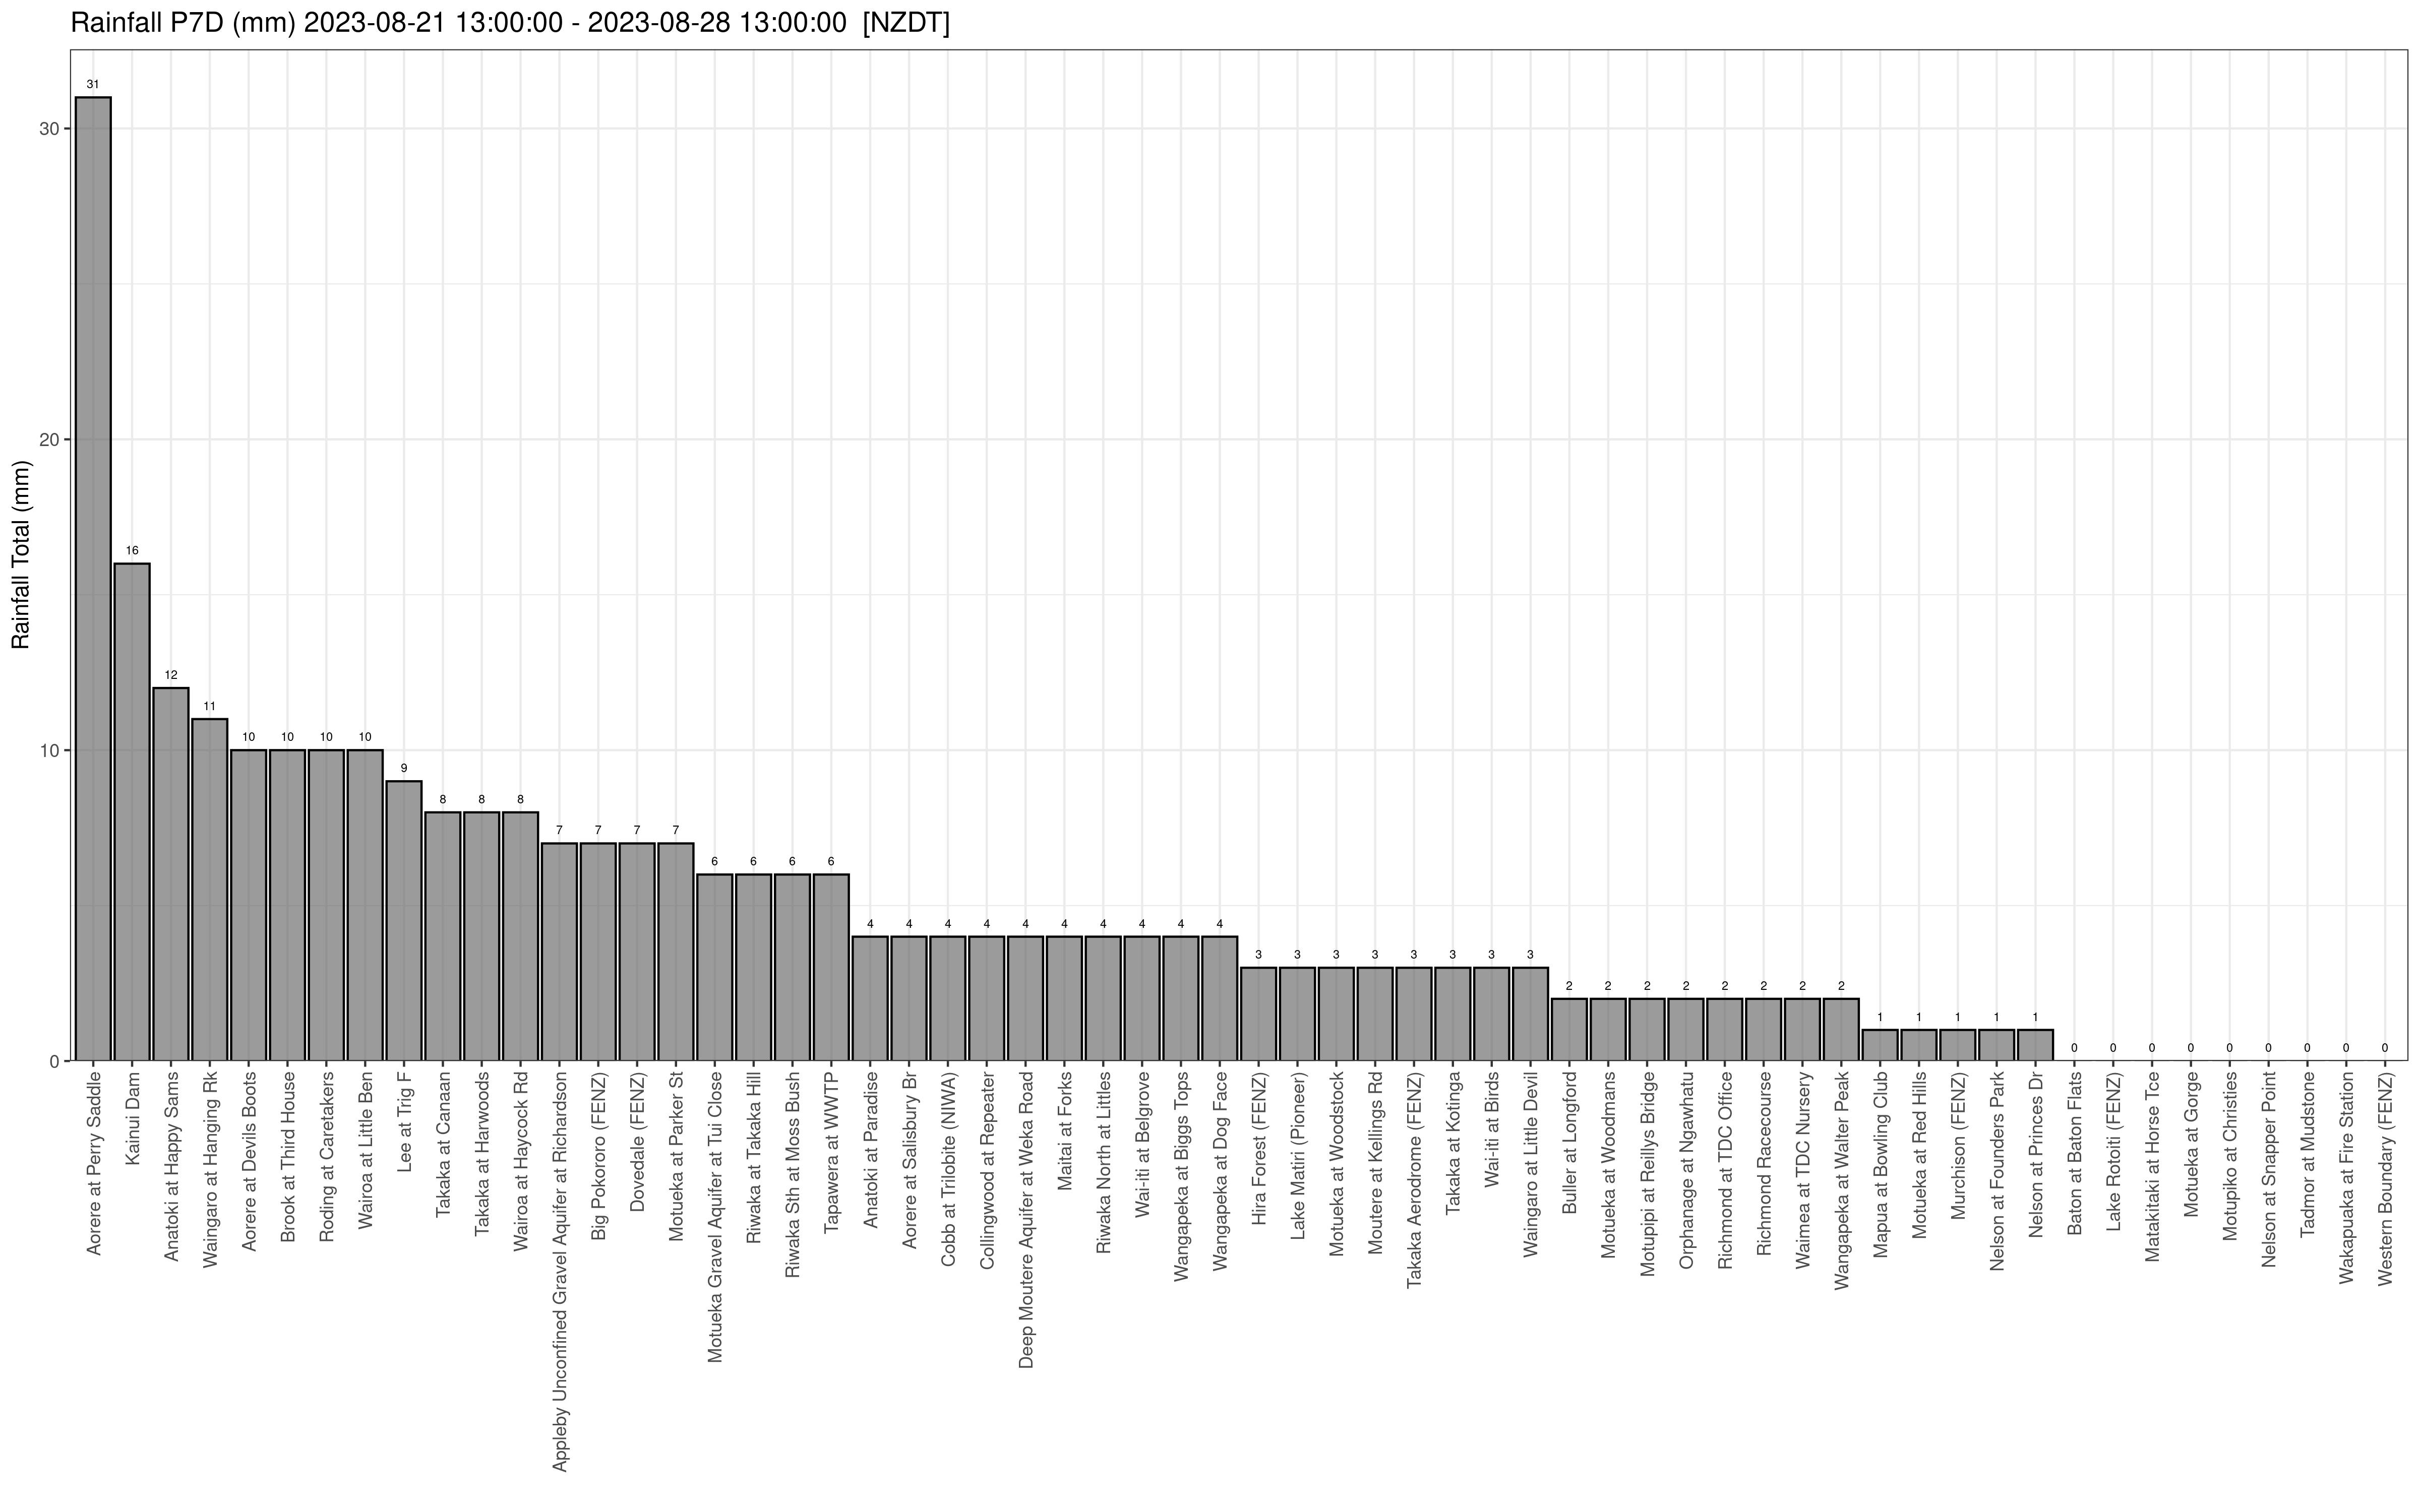 Rainfall P7D (mm) 2023-08-21 13:00:00 - 2023-08-28 13:00:00 [NZDT]
Rainfall Total (mm)
30
20
10
0
31
16
12
11
10
10
10
10
9
8
8
8
7
7
7
7
6
6
6
6
4
4
4
4
4
4
4
4
4
4
3
3
3
3
3
3
3
3
2
2
2
2
2
2
2
2
1
1
1
1
1
0
0
0
0
0
0
0
0
0
Aorere at Perry Saddle
Kainui Dam
Anatoki at Happy Sams
Waingaro at Hanging Rk
Aorere at Devils Boots
Brook at Third House
Roding at Caretakers
Wairoa at Little Ben
Lee at Trig F
Takaka at Canaan
Takaka at Harwoods
Wairoa at Haycock Rd
Appleby Unconfined Gravel Aquifer at Richardson
Big Pokororo (FENZ)
Dovedale (FENZ)
Motueka at Parker St
Motueka Gravel Aquifer at Tui Close
Riwaka at Takaka Hill
Riwaka Sth at Moss Bush
Tapawera at WWTP
Anatoki at Paradise
Aorere at Salisbury Br
Cobb at Trilobite (NIWA)
Collingwood at Repeater
Deep Moutere Aquifer at Weka Road
Maitai at Forks
Riwaka North at Littles
Wai-iti at Belgrove
Wangapeka at Biggs Tops
Wangapeka at Dog Face
Hira Forest (FENZ)
Lake Matiri (Pioneer)
Motueka at Woodstock
Moutere at Kellings Rd
Takaka Aerodrome (FENZ)
Takaka at Kotinga
Wai-iti at Birds
Waingaro at Little Devil
Buller at Longford
Motueka at Woodmans
Motupipi at Reillys Bridge
Orphanage at Ngawhatu
Richmond at TDC Office
Richmond Racecourse
Waimea at TDC Nursery
Wangapeka at Walter Peak
Mapua at Bowling Club
Motueka at Red Hills
Murchison (FENZ)
Nelson at Founders Park
Nelson at Princes Dr
Baton at Baton Flats
Lake Rotoiti (FENZ)
Matakitaki at Horse Tce
Motueka at Gorge
Motupiko at Christies
Nelson at Snapper Point
Tadmor at Mudstone
Wakapuaka at Fire Station
Western Boundary (FENZ)